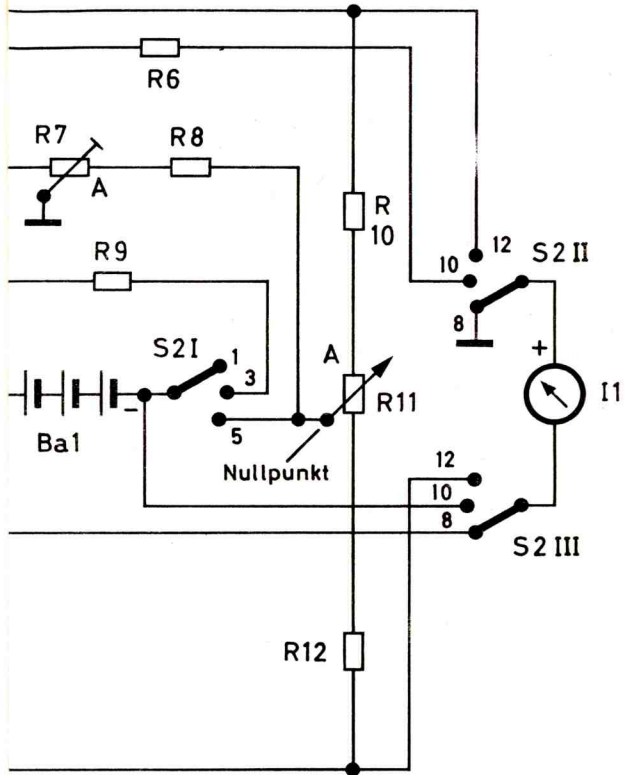 R6
R7
R8
A
R
10
R9
12
10
S2 II
8
S2I
1
3
5
–
Ba1
A
R11
+
I1
Nullpunkt
12
10
8
S2 III
R12